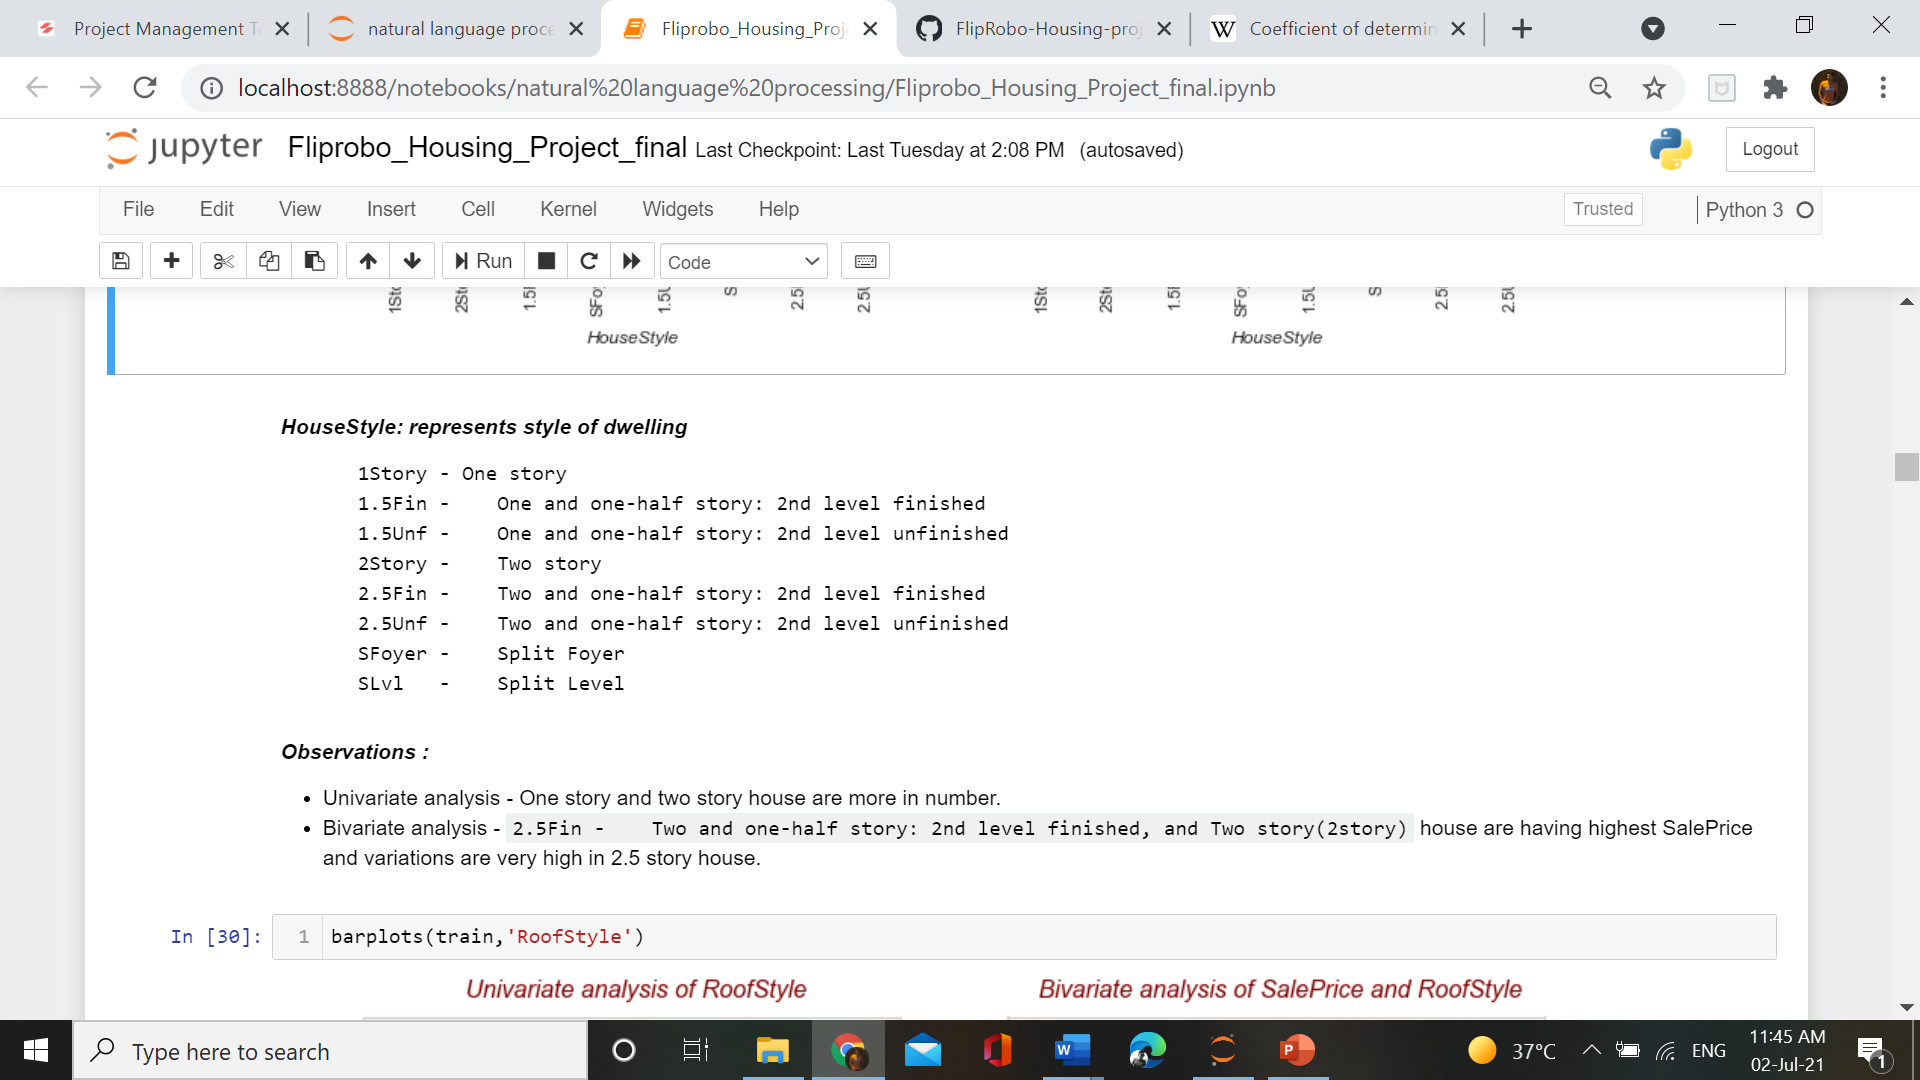 Project Management T
natural language proce
Fliprobo_Housing_Proj
FlipRobo-Housing-proj
W Coefficient of determin
localhost:8888/notebooks/natural%20language%20processing/Fliprobo_Housing_Project_final.ipynb
jupyter Fliprobo_Housing_Project_final Last Checkpoint: Last Tuesday at 2:08 PM (autosaved)
Logout
File Edit View Insert Cell Kernel Widgets Help
Trusted
Python 3
Run
Code
HouseStyle
HouseStyle
HouseStyle: represents style of dwelling
1Story - One story
1.5Fin - One and one-half story: 2nd level finished
1.5Unf - One and one-half story: 2nd level unfinished
2Story - Two story
2.5Fin - Two and one-half story: 2nd level finished
2.5Unf - Two and one-half story: 2nd level unfinished
SFoyer - Split Foyer
SLvl - Split Level
Observations :
• Univariate analysis - One story and two story house are more in number.
• Bivariate analysis - 2.5Fin - Two and one-half story: 2nd level finished, and Two story(2story) house are having highest SalePrice
and variations are very high in 2.5 story house.
In [30]: 1 barplots(train,'RoofStyle')
Univariate analysis of RoofStyle
Bivariate analysis of SalePrice and RoofStyle
Type here to search
37°C
ENG
11:45 AM
02-Jul-21
1